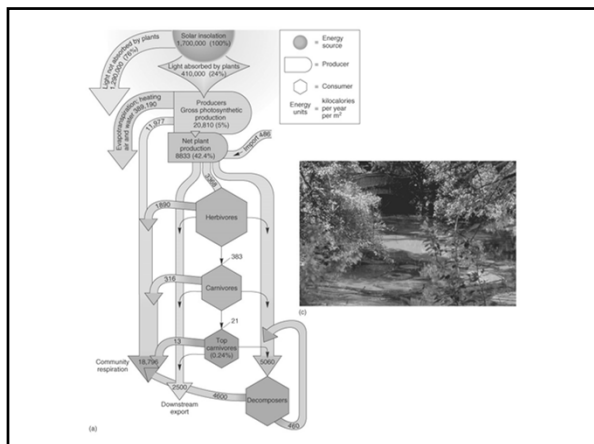 Solar insolation
1,700,000 (100%)
Light not absorbed by plants
1,290,000 (76%)
Light absorbed by plants
410,000 (24%)
Evapotranspiration; heating
air and water 389,190
11,977
Producers
Gross photosynthetic
production
20,810 (5%)
Net plant
production
8833 (42.4%)
Import 486
3368
1890
Herbivores
383
516
Carnivores
21
13
Top
carnivores
(0.24%)
Community
respiration
18,796
5060
2500
Downstream
export
4600
Decomposers
460
(a)
= Energy
source
= Producer
= Consumer
Energy
units
= kilocalories
per year
per m²
(c)